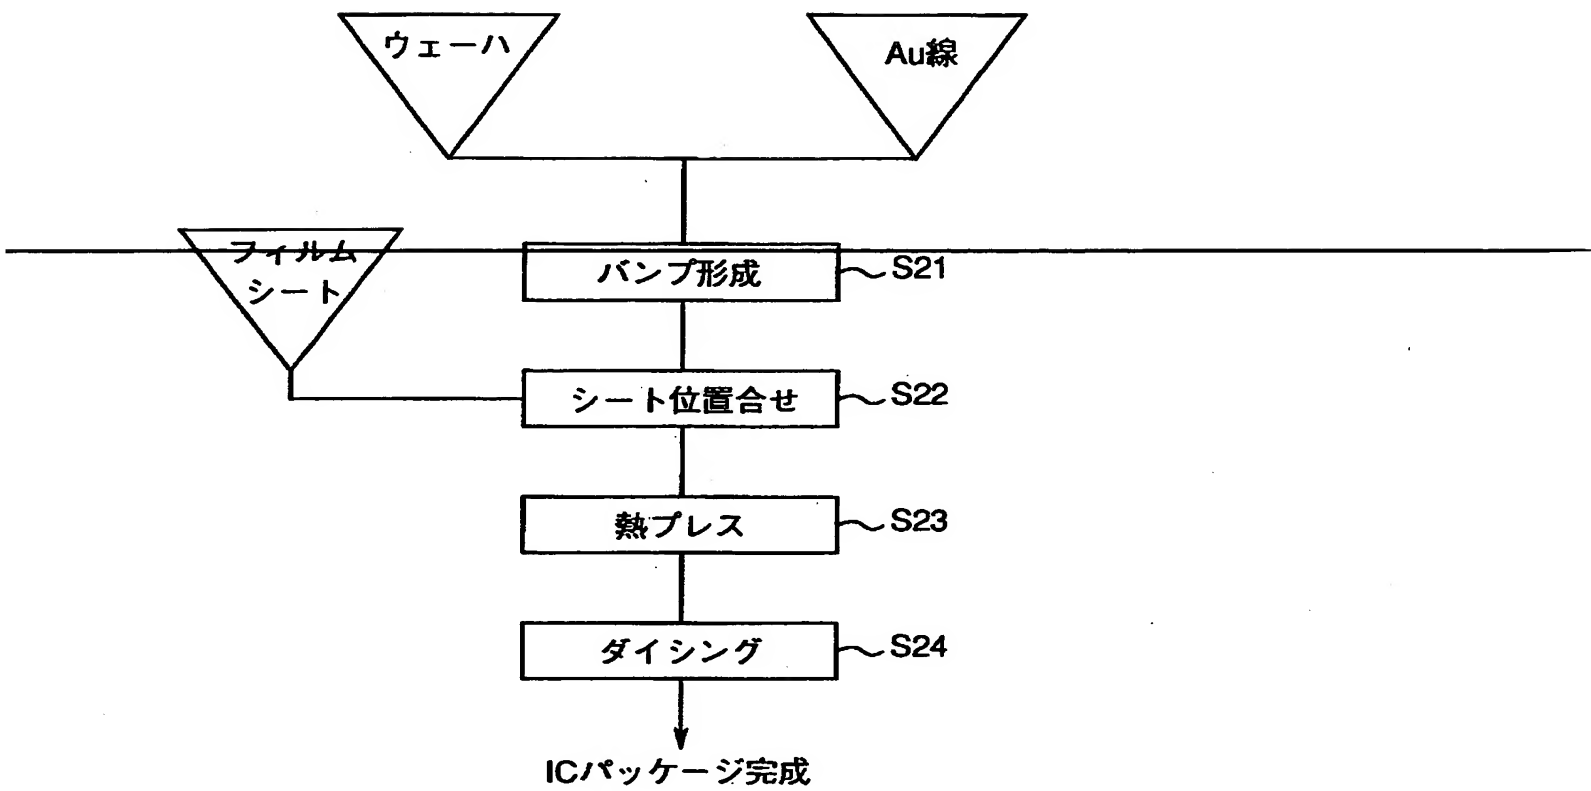 ウェーハ
Au線
フィルム
シート
バンプ形成
S21
シート位置合せ
S22
熱プレス
S23
ダイシング
S24
ICパッケージ完成